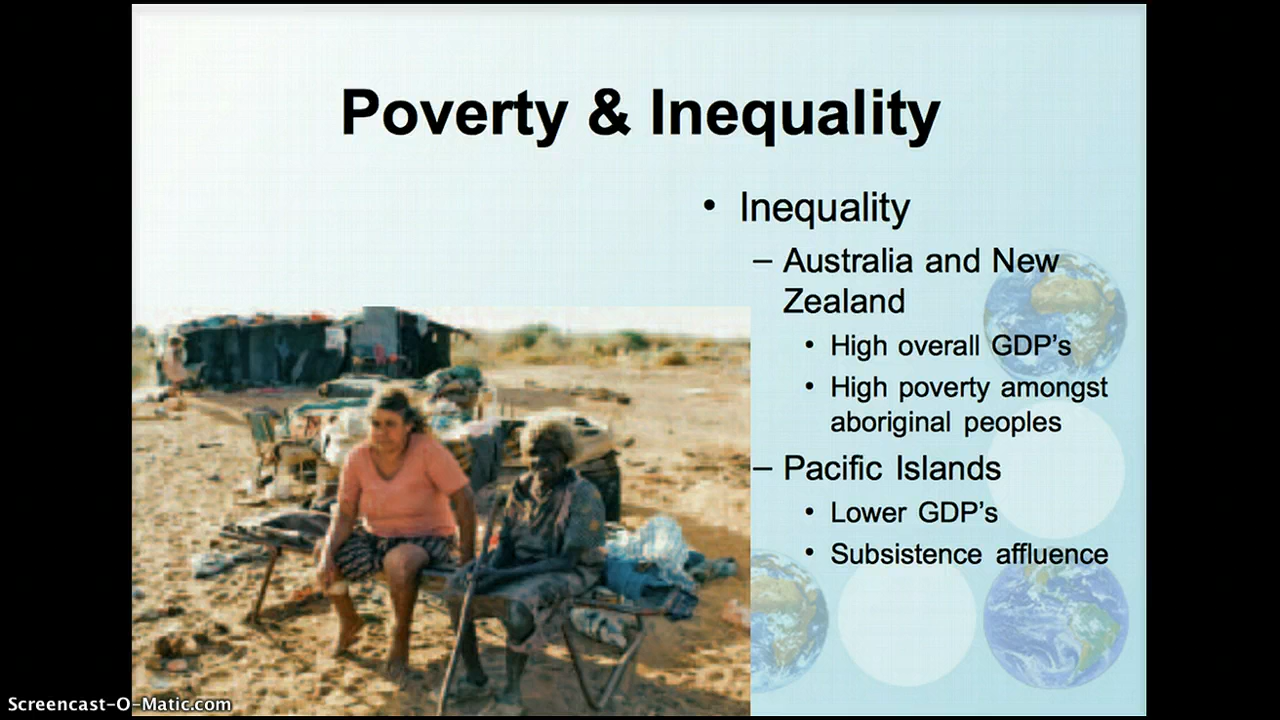 Poverty & Inequality
• Inequality
– Australia and New
Zealand
• High overall GDP's
• High poverty amongst
aboriginal peoples
– Pacific Islands
• Lower GDP's
• Subsistence affluence
Screencast-O-Matic.com